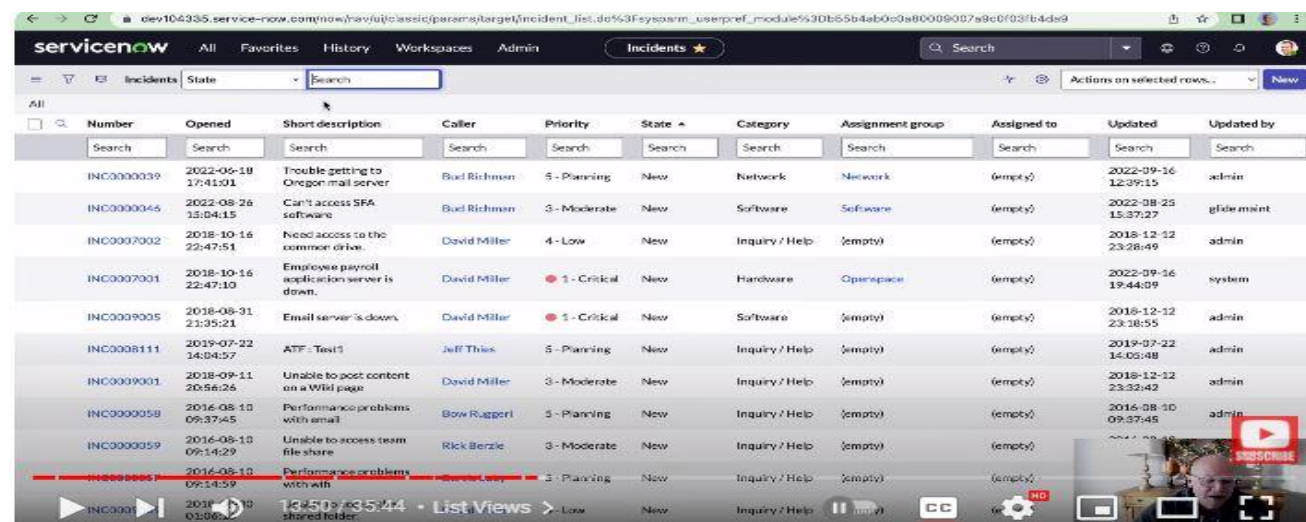 dev104335.service-now.com/now/nav/ui/classic/params/target/incident_list.do%3Fsysparm_userpref_module%3Db55b4ab0c0a80009007a9c0f03fb4da9
servicenow All Favorites History Workspaces Admin Incidents Search
Incidents State Search Actions on selected rows... New
All
Number Opened Short description Caller Priority State Category Assignment group Assigned to Updated Updated by
Search Search Search Search Search Search Search Search Search Search Search
INC0000039 2022-06-18 17:41:01 Trouble getting to Oregon mail server Bud Richman 5 - Planning New Network Network (empty) 2022-09-16 12:39:15 admin
INC0000046 2022-08-26 15:04:15 Can't access SFA software Bud Richman 3 - Moderate New Software Software (empty) 2022-08-25 15:37:27 glide.maint
INC0007002 2018-10-16 22:47:51 Need access to the common drive. David Miller 4 - Low New Inquiry / Help (empty) (empty) 2018-12-12 23:28:49 admin
INC0007001 2018-10-16 22:47:10 Employee payroll application server is down. David Miller 1 - Critical New Hardware Openspace (empty) 2022-09-16 19:44:09 system
INC0009005 2018-08-31 21:35:21 Email server is down. David Miller 1 - Critical New Software (empty) (empty) 2018-12-12 23:18:55 admin
INC0008111 2019-07-22 14:04:57 ATF : Test1 Jeff Thies 5 - Planning New Inquiry / Help (empty) (empty) 2019-07-22 14:05:48 admin
INC0009001 2018-09-11 20:56:26 Unable to post content on a Wiki page David Miller 3 - Moderate New Inquiry / Help (empty) (empty) 2018-12-12 23:32:42 admin
INC0000058 2016-08-10 09:37:45 Performance problems with email Bow Ruggeri 5 - Planning New Inquiry / Help (empty) (empty) 2016-08-10 09:37:45 admin
INC0000059 2016-08-10 09:14:29 Unable to access team file share Rick Berzle 3 - Moderate New Inquiry / Help (empty) (empty)
2016-08-10 09:14:59 Performance problems with wifi 5 - Planning New Inquiry / Help (empty) (empty)
shared folder. Low New Inquiry / Help (empty)
13:50 / 35:44 • List Views CC HD
SUBSCRIBE